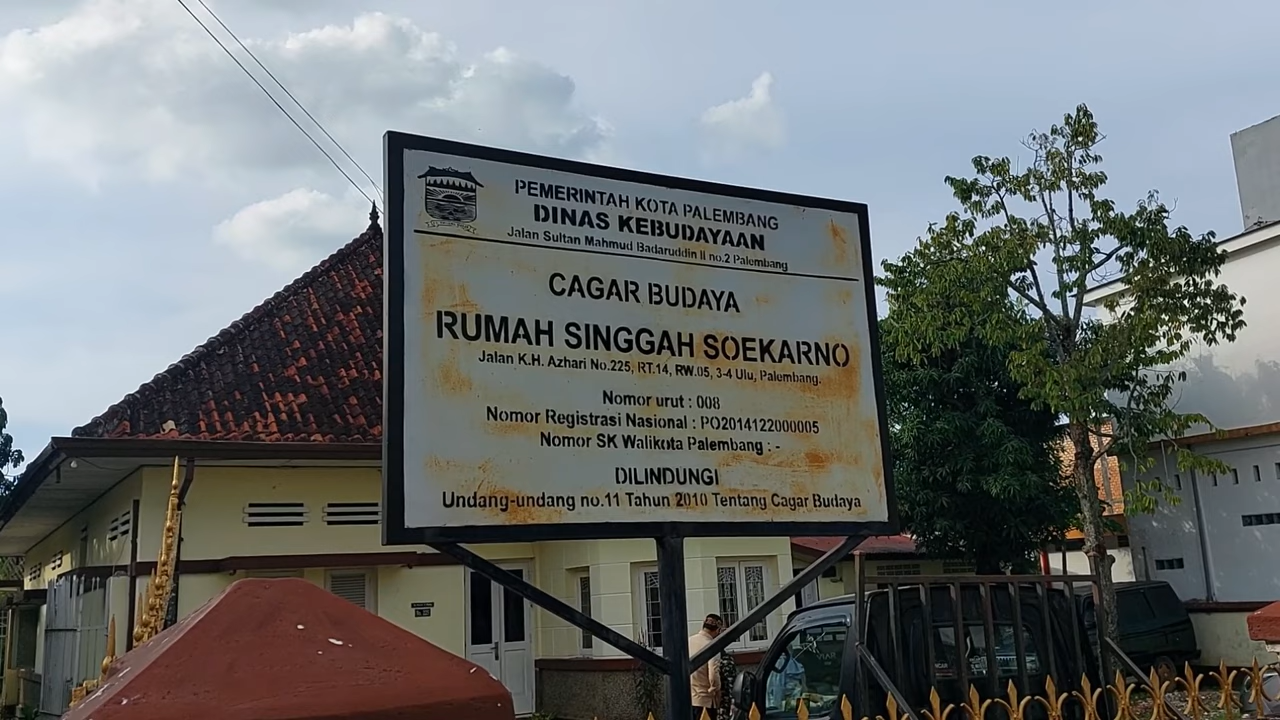 PEMERINTAH KOTA PALEMBANG
DINAS KEBUDAYAAN
Jalan Sultan Mahmud Badaruddin II no.2 Palembang
CAGAR BUDAYA
RUMAH SINGGAH SOEKARNO
Jalan K.H. Azhari No.225, RT.14, RW.05, 3-4 Ulu, Palembang.
Nomor urut : 008
Nomor Registrasi Nasional : PO2014122000005
Nomor SK Walikota Palembang : -
DILINDUNGI
Undang-undang no.11 Tahun 2010 Tentang Cagar Budaya